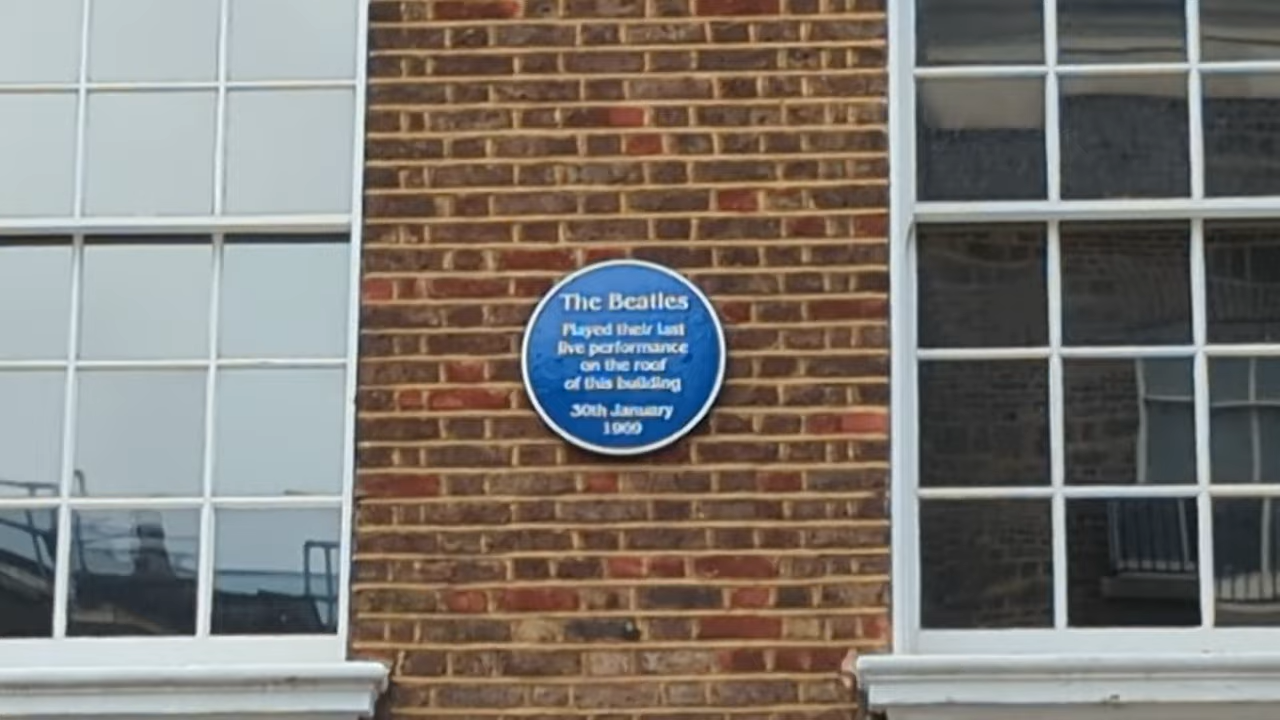 The Beatles
Played their last
live performance
on the roof
of this building
30th January
1969